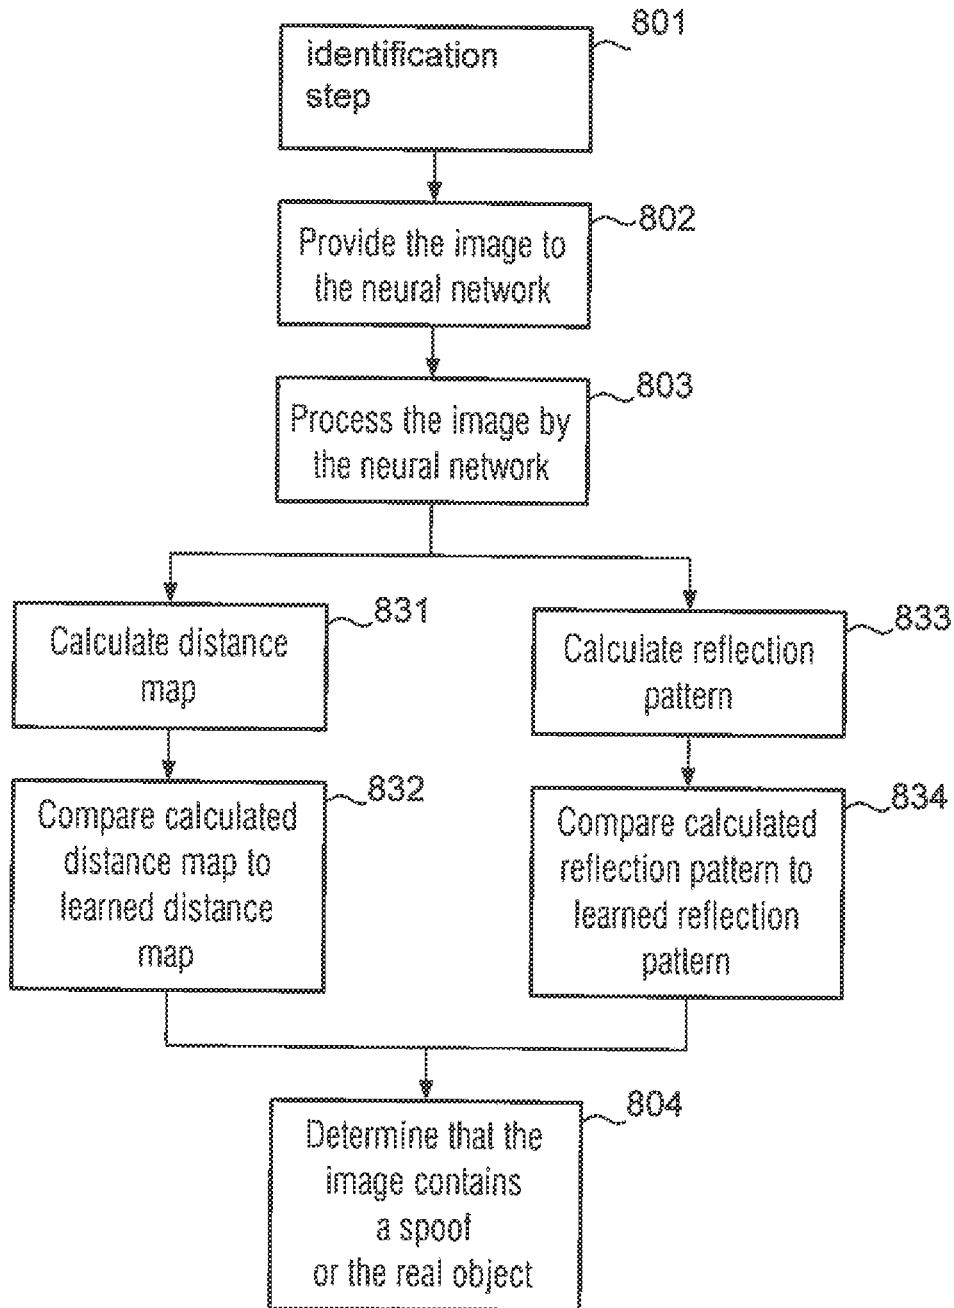 801
identification
step
802
Provide the image to
the neural network
803
Process the image by
the neural network
831
Calculate distance
map
833
Calculate reflection
pattern
832
Compare calculated
distance map to
learned distance
map
834
Compare calculated
reflection pattern to
learned reflection
pattern
804
Determine that the
image contains
a spoof
or the real object